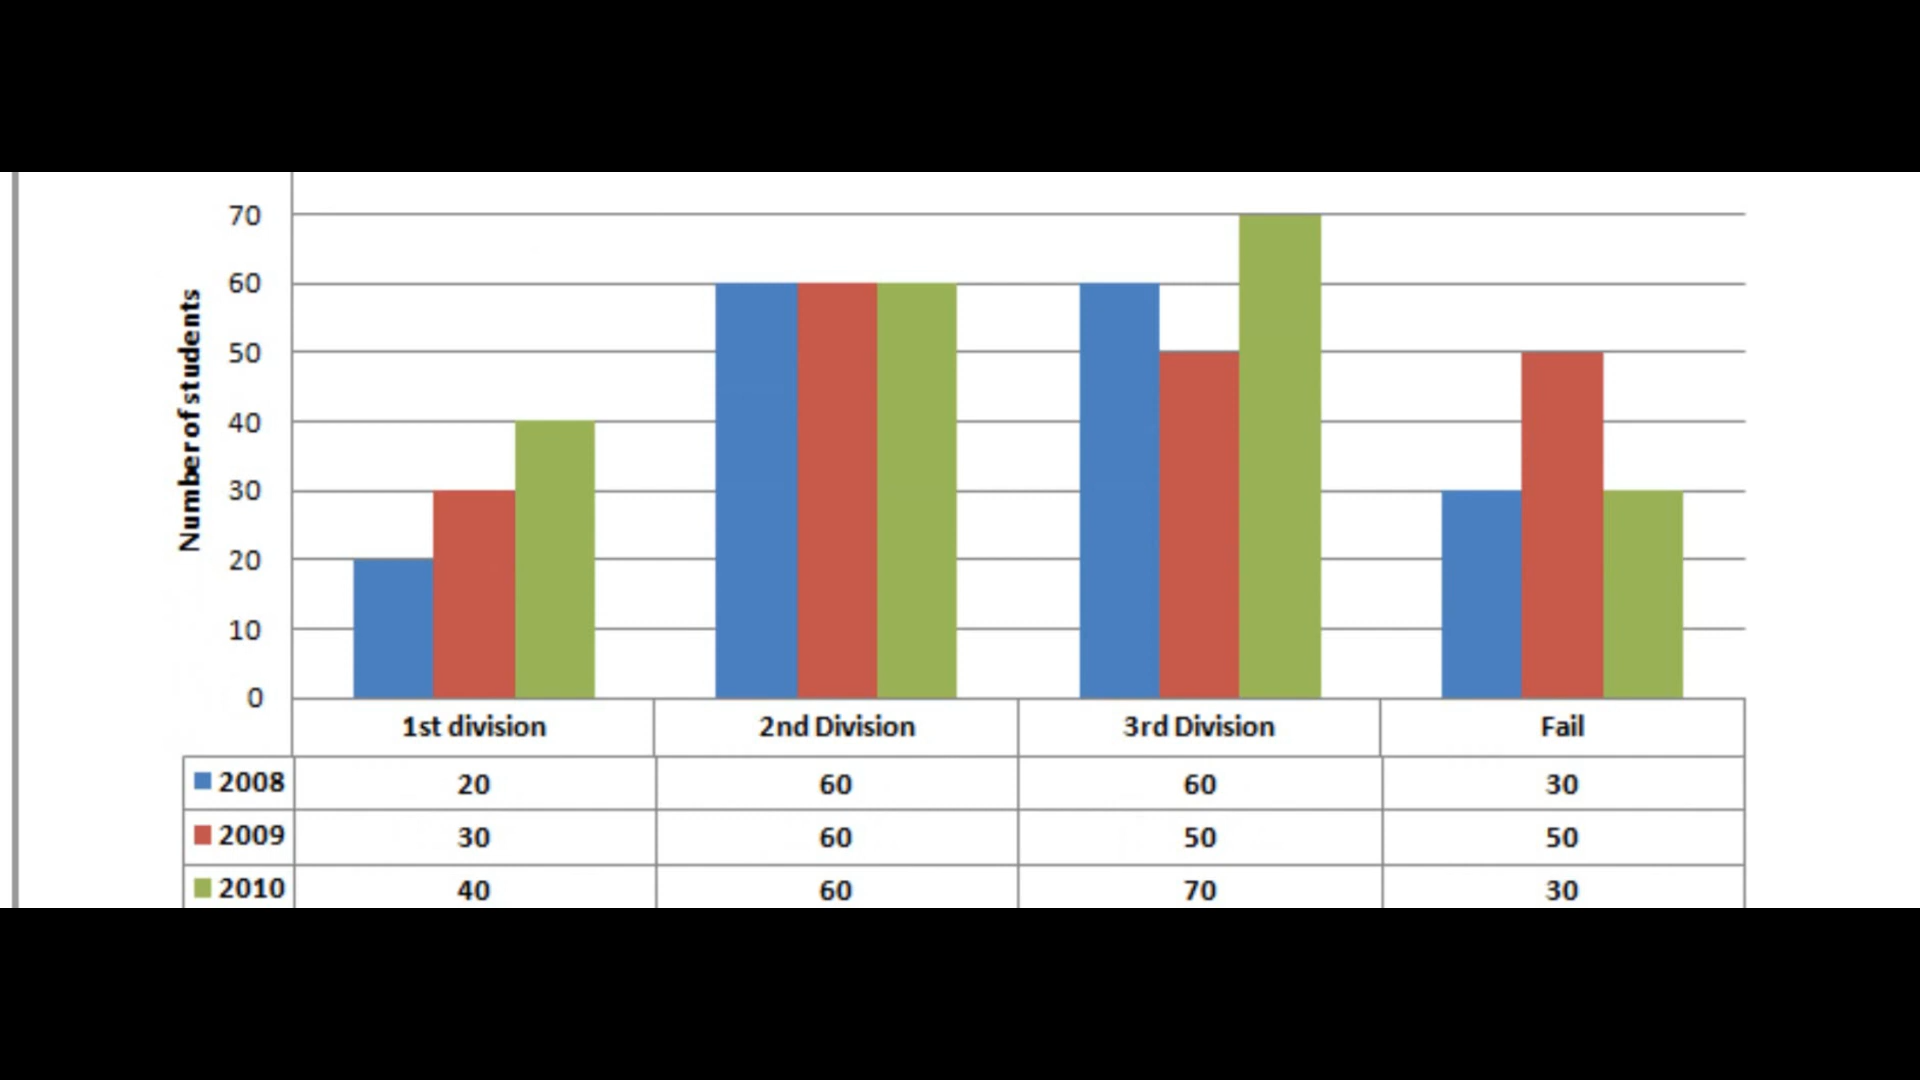 70
60
50
40
30
20
10
0
Number of students
1st division 2nd Division 3rd Division Fail
2008 20 60 60 30
2009 30 60 50 50
2010 40 60 70 30